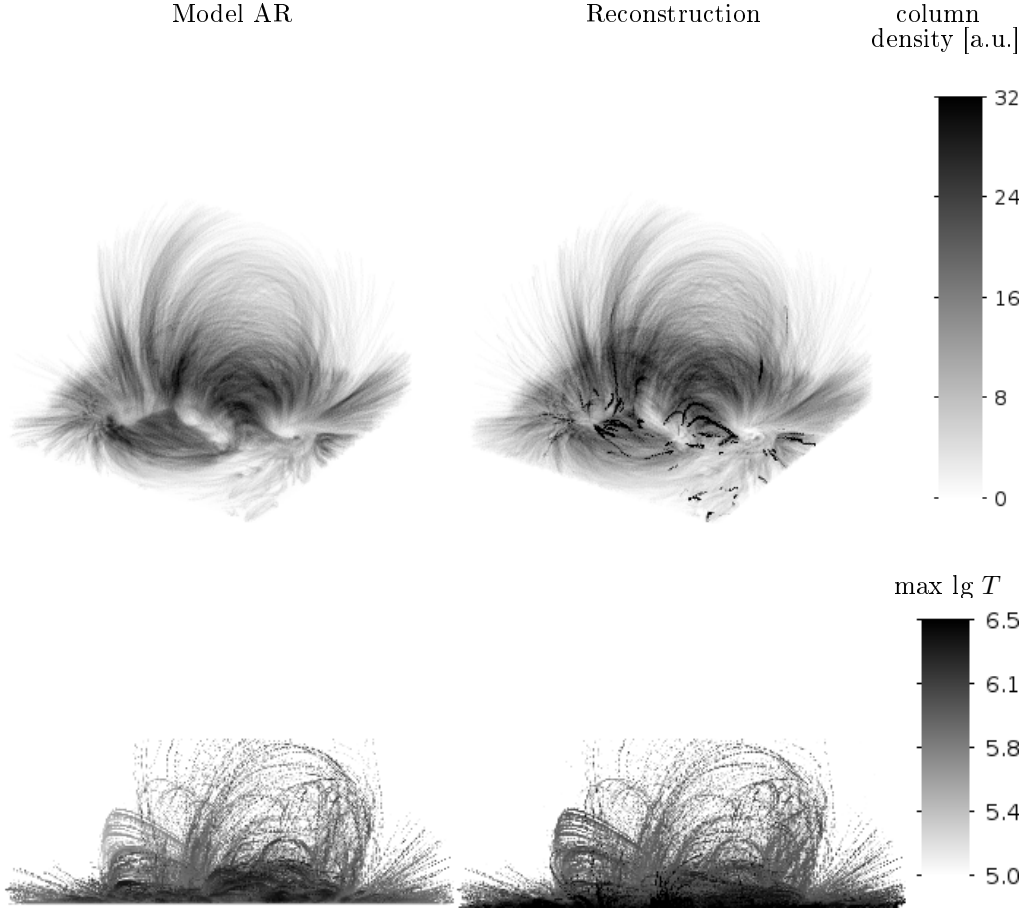 Model AR
Reconstruction
column
density [a.u.]
32
24
16
8
0
max lg T
6.5
6.1
5.8
5.4
5.0